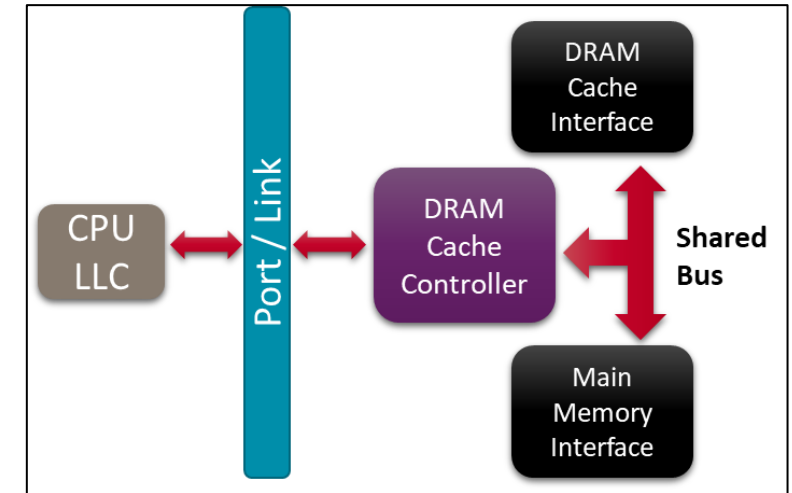 CPU
LLC
Port / Link
DRAM
Cache
Controller
DRAM
Cache
Interface
Shared
Bus
Main
Memory
Interface